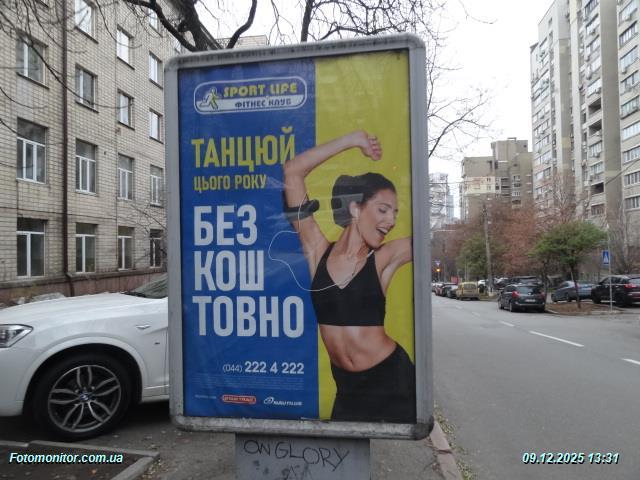 SPORT LIFE
ФІТНЕС КЛУБ
ТАНЦЮЙ
ЦЬОГО РОКУ
БЕЗ
КОШ
ТОВНО
(044) 222 4 222
ON GLORY
Fotomonitor.com.ua
09.12.2025 13:31